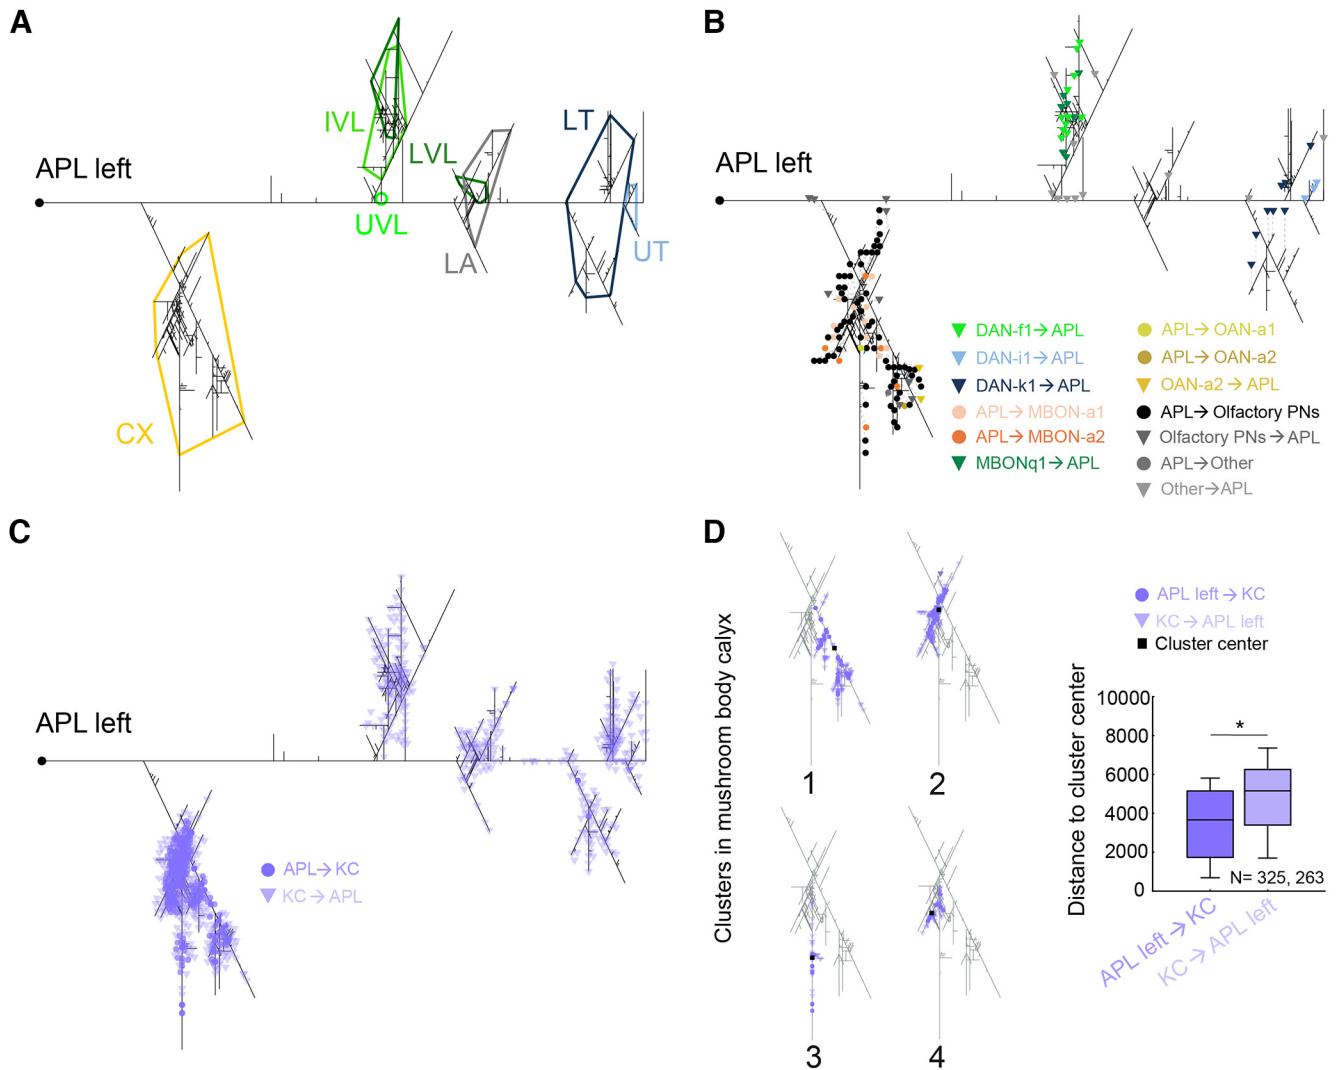 A
APL left
IVL
LVL
UVL
LA
LT
UT
CX
B
APL left
DAN-f1→APL
DAN-i1→APL
DAN-k1→APL
APL→MBON-a1
APL→MBON-a2
MBONq1→APL
APL→OAN-a1
APL→OAN-a2
OAN-a2→APL
APL→Olfactory PNs
Olfactory PNs→APL
APL→Other
Other→APL
C
APL left
APL→KC
KC→APL
D
Clusters in mushroom body calyx
1
2
3
4
APL left→KC
KC→APL left
Cluster center
Distance to cluster center
10000
8000
6000
4000
2000
0
*
N= 325, 263
APL left→KC
KC→APL left